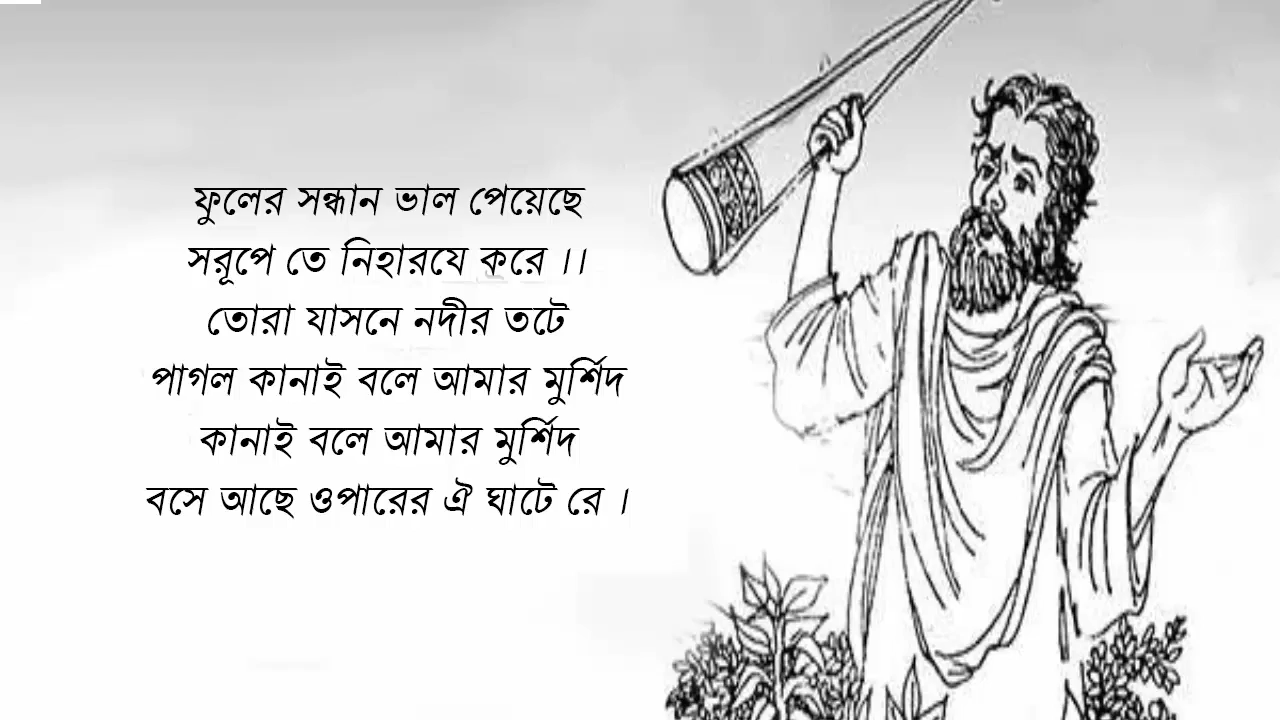 ফুলের সন্ধান ভাল পেয়েছে
সরূপে তে নিহারযে করে ।।
তোরা যাসনে নদীর তটে
পাগল কানাই বলে আমার মুর্শিদ
কানাই বলে আমার মুর্শিদ
বসে আছে ওপারের ঐ ঘাটে রে ।